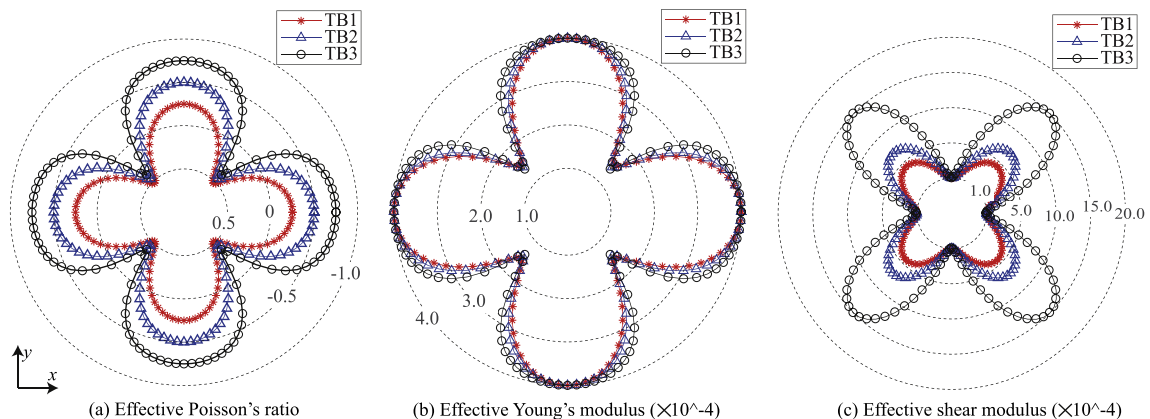 TB1
TB2
TB3
0.5
0
-0.5
-1.0
y
x
(a) Effective Poisson's ratio
TB1
TB2
TB3
2.0
1.0
3.0
4.0
(b) Effective Young's modulus (×10^-4)
TB1
TB2
TB3
1.0
5.0
10.0
15.0
20.0
(c) Effective shear modulus (×10^-4)